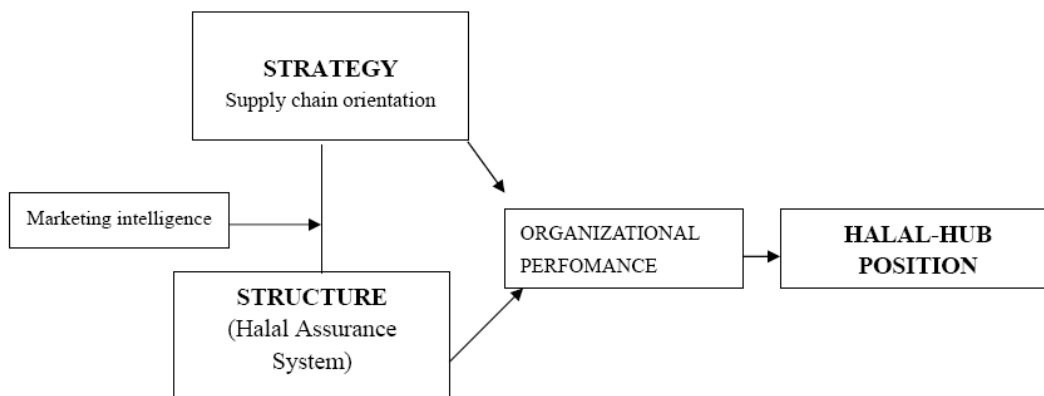 STRATEGY
Supply chain orientation
Marketing intelligence
ORGANIZATIONAL
PERFOMANCE
HALAL-HUB
POSITION
STRUCTURE
(Halal Assurance
System)